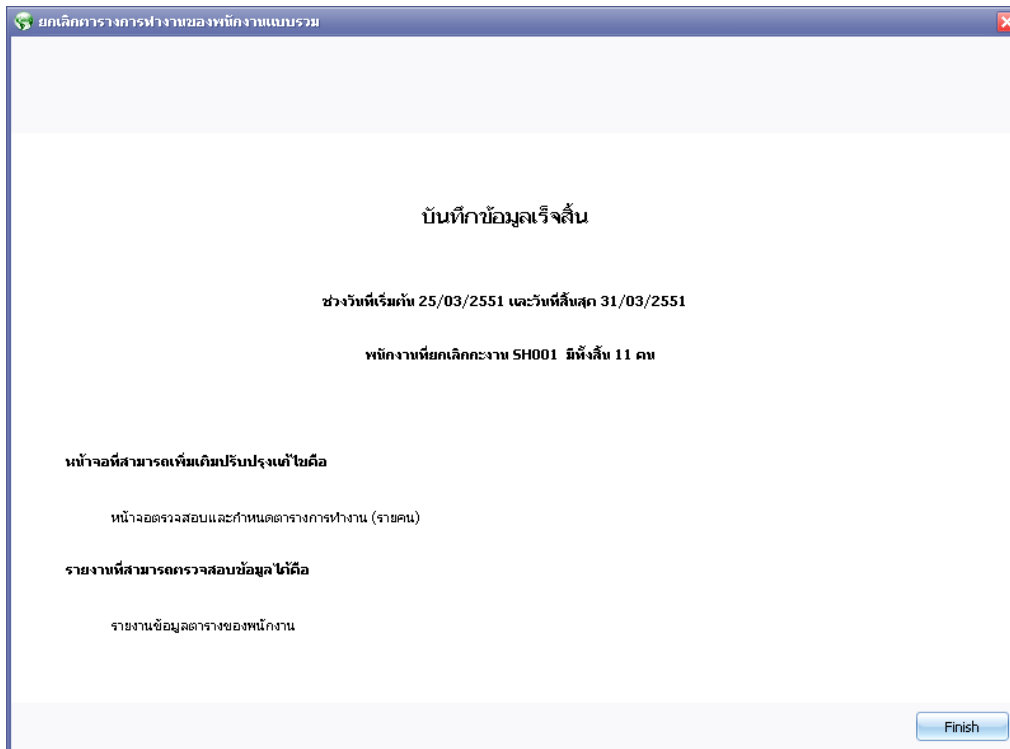 ยกเลิกตารางการทำงานของพนักงานแบบรวม
บันทึกข้อมูลเร็จสิ้น
ช่วงวันที่เริ่มต้น 25/03/2551 และวันที่สิ้นสุด 31/03/2551
พนักงานที่ยกเลิกกะงาน SH001 มีทั้งสิ้น 11 คน
หน้าจอที่สามารถเพิ่มเติมปรับปรุงแก้ไขคือ
หน้าจอตรวจสอบและกำหนดตารางการทำงาน (รายคน)
รายงานที่สามารถตรวจสอบข้อมูลได้คือ
รายงานข้อมูลตารางของพนักงาน
Finish